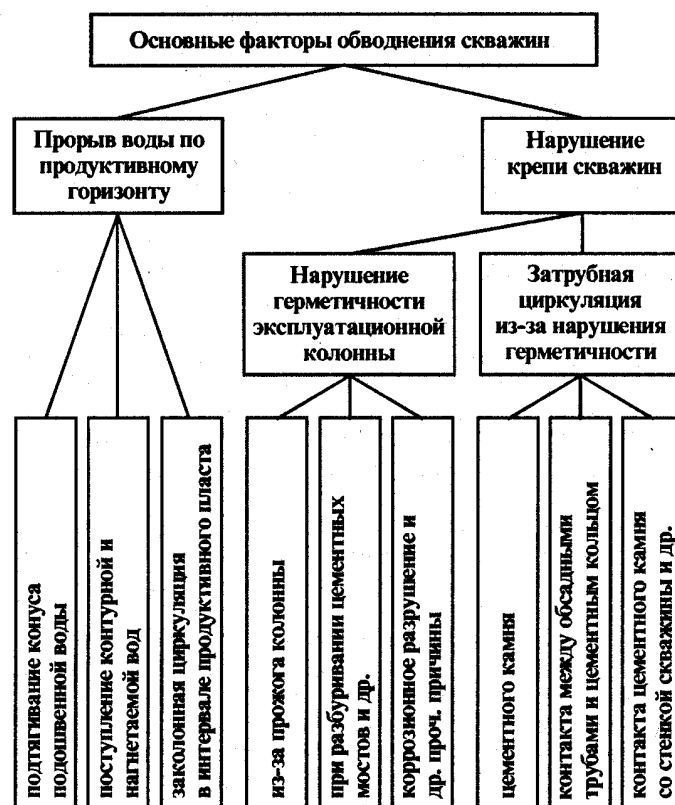 Основные факторы обводнения скважин
Прорыв воды по
продуктивному
горизонту
Нарушение
крепи скважин
Нарушение
герметичности
эксплуатационной
колонны
Затрубная
циркуляция
из-за нарушения
герметичности
подтягивание конуса
подошвенной воды
поступление контурной и
нагнетаемой вод
заколонная циркуляция
в интервале продуктивного пласта
из-за прожога колонны
при разбуривании цементных
мостов и др.
коррозионное разрушение и
др. проч. причины
цементного камня
контакта между обсадными
трубами и цементным кольцом
контакта цементного камня
со стенкой скважины и др.